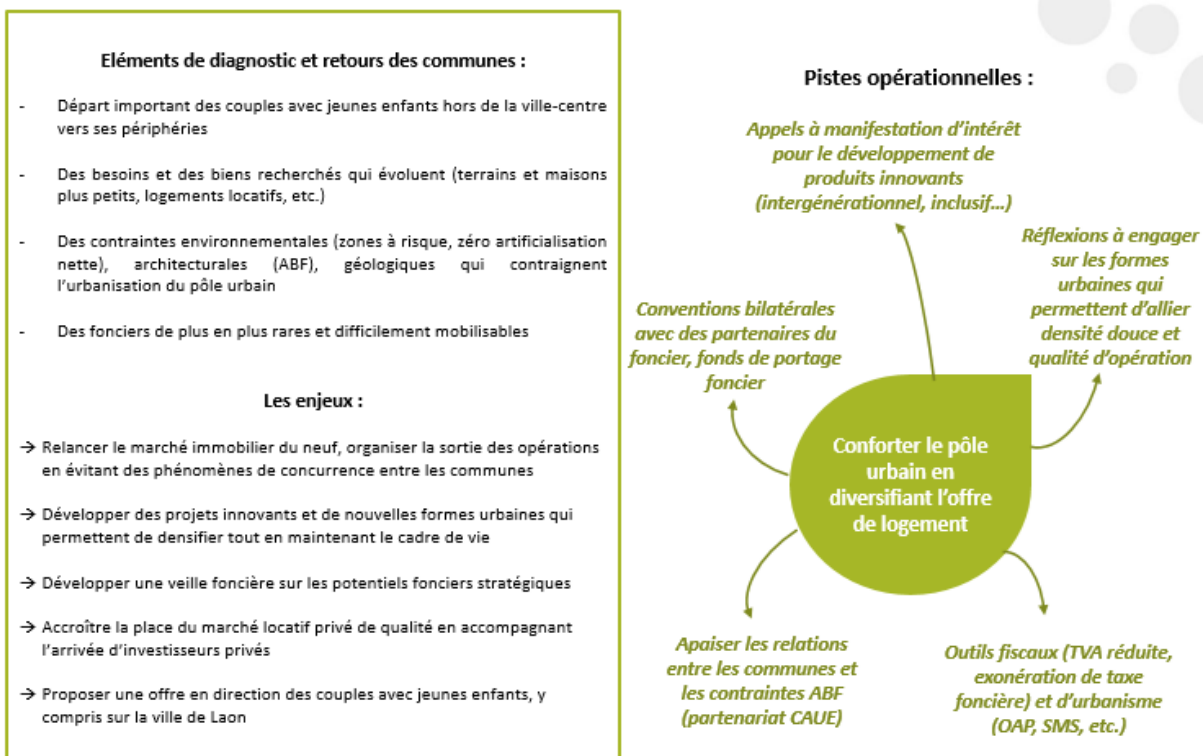 Eléments de diagnostic et retours des communes :
- Départ important des couples avec jeunes enfants hors de la ville-centre
vers ses périphéries
- Des besoins et des biens recherchés qui évoluent (terrains et maisons
plus petits, logements locatifs, etc.)
- Des contraintes environnementales (zones à risque, zéro artificialisation
nette), architecturales (ABF), géologiques qui contraignent
l’urbanisation du pôle urbain
- Des fonciers de plus en plus rares et difficilement mobilisables
Les enjeux :
→ Relancer le marché immobilier du neuf, organiser la sortie des opérations
en évitant des phénomènes de concurrence entre les communes
→ Développer des projets innovants et de nouvelles formes urbaines qui
permettent de densifier tout en maintenant le cadre de vie
→ Développer une veille foncière sur les potentiels fonciers stratégiques
→ Accroître la place du marché locatif privé de qualité en accompagnant
l’arrivée d’investisseurs privés
→ Proposer une offre en direction des couples avec jeunes enfants, y
compris sur la ville de Laon
Pistes opérationnelles :
Appels à manifestation d’intérêt
pour le développement de
produits innovants
(intergénérationnel, inclusif…)
Réflexions à engager
sur les formes
urbaines qui
permettent d’allier
densité douce et
qualité d’opération
Conventions bilatérales
avec des partenaires du
foncier, fonds de portage
foncier
Conforter le pôle
urbain en
diversifiant l’offre
de logement
Apaiser les relations
entre les communes et
les contraintes ABF
(partenariat CAUE)
Outils fiscaux (TVA réduite,
exonération de taxe
foncière) et d’urbanisme
(OAP, SMS, etc.)